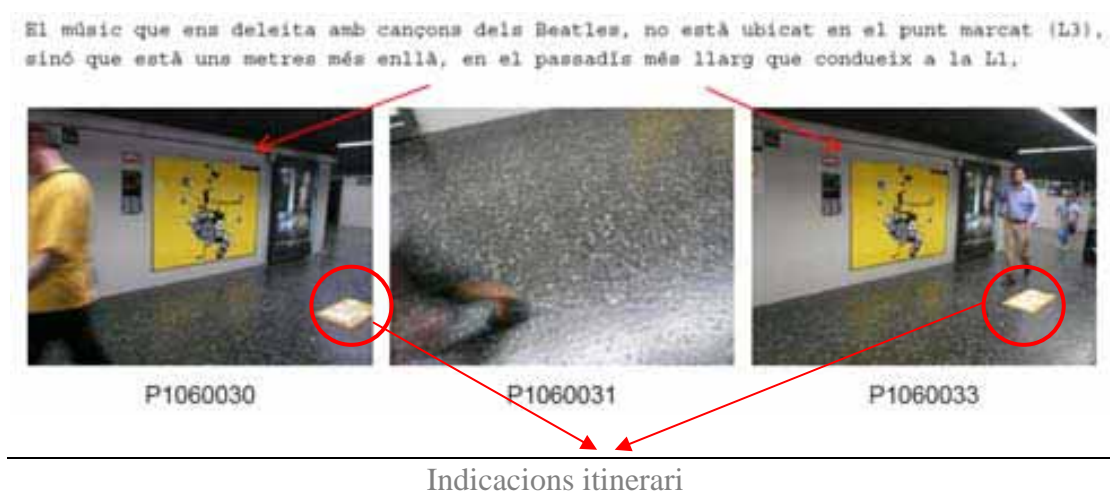 El músic que ens deleita amb cançons dels Beatles, no està ubicat en el punt marcat (L3),
sinó que està uns metres més enllà, en el passadís més llarg que condueix a la L1.
P1060030
P1060031
P1060033
Indicacions itinerari